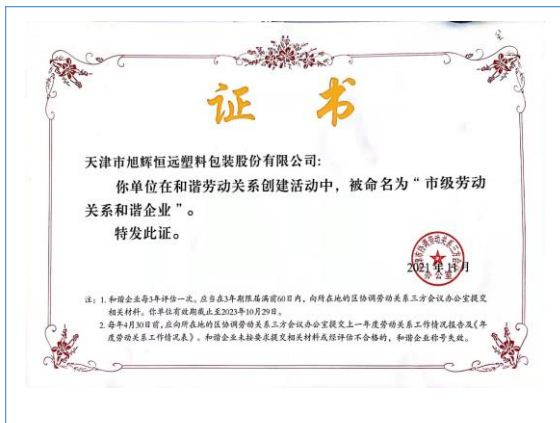 证 书
天津市旭辉恒远塑料包装股份有限公司:
你单位在和谐劳动关系创建活动中，被命名为“市级劳动
关系和谐企业”。
特发此证。
2021年11月
注：1. 和谐企业每3年评估一次。应当在3年期限届满前60日内，向所在地的区协调劳动关系三方会议办公室提交
相关材料。你单位有效期截止至2023年10月29日。
2. 每年4月30日前，应向所在地的区协调劳动关系三方会议办公室提交上一年度劳动关系工作情况报告及《年
度劳动关系工作情况表》。和谐企业未按要求提交相关材料或经评估不合格的，和谐企业称号失效。